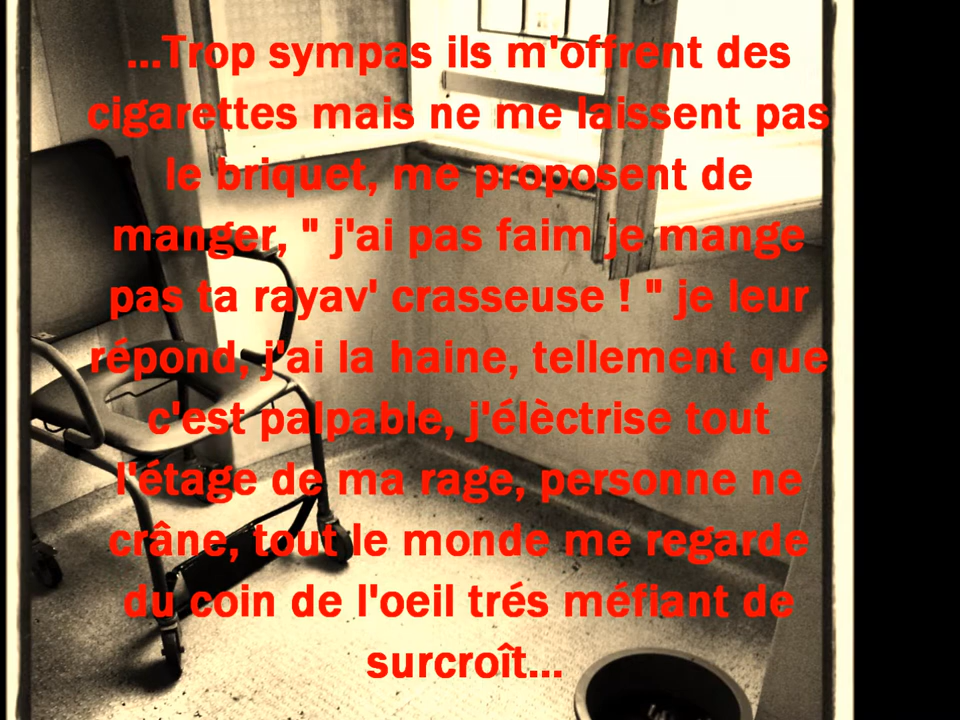 ...Trop sympas ils m'offrent des
cigarettes mais ne me laissent pas
le briquet, me proposent de
manger, " j'ai pas faim je mange
pas ta rayav' crasseuse ! " je leur
répond, j'ai la haine, tellement que
c'est palpable, j'élèctrise tout
l'étage de ma rage, personne ne
crâne, tout le monde me regarde
du coin de l'oeil trés méfiant de
surcroît...